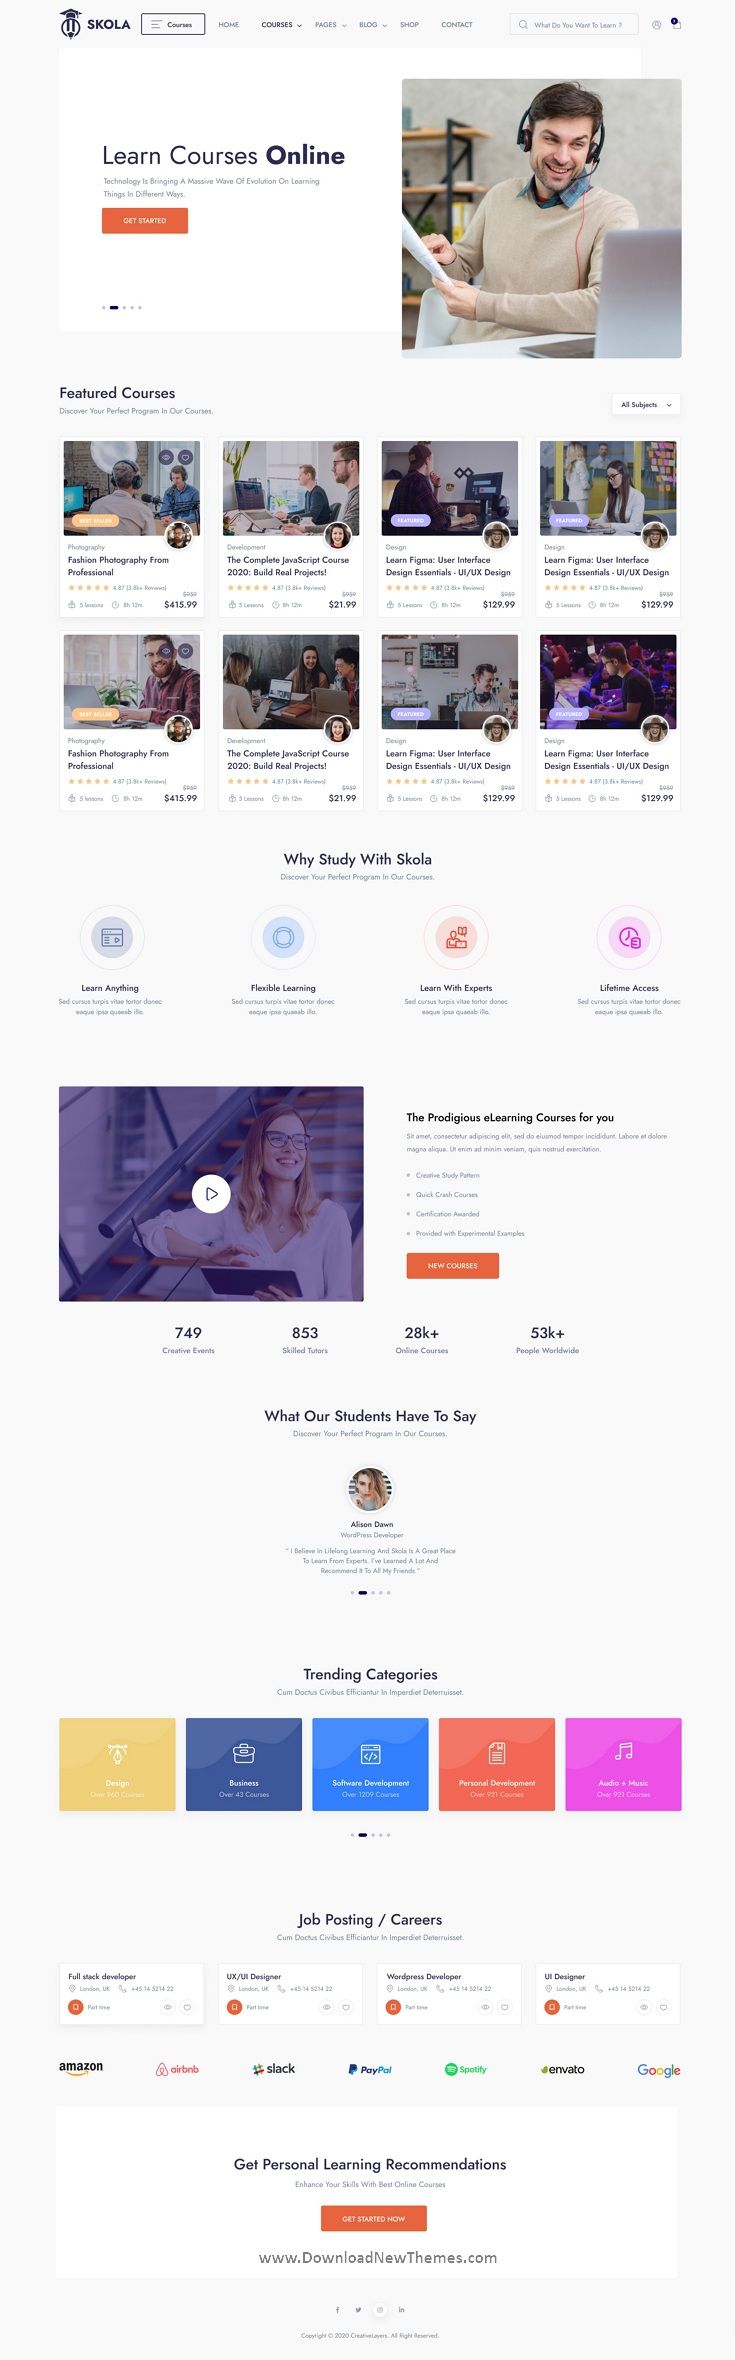 SKOLA
Courses
HOME
COURSES
PAGES
BLOG
SHOP
CONTACT
What Do You Want To Learn ?
Learn Courses Online
Technology Is Bringing A Massive Wave Of Evolution On Learning
Things In Different Ways.
GET STARTED
Featured Courses
Discover Your Perfect Program In Our Courses.
All Subjects
BEST SELLER
Photography
Fashion Photography From
Professional
4.87 (3.8k+ Reviews)
$959
5 lessons
8h 12m
$415.99
Development
The Complete JavaScript Course
2020: Build Real Projects!
4.87 (3.8k+ Reviews)
$959
5 Lessons
8h 12m
$21.99
FEATURED
Design
Learn Figma: User Interface
Design Essentials - UI/UX Design
4.87 (3.8k+ Reviews)
$959
5 Lessons
8h 12m
$129.99
FEATURED
Design
Learn Figma: User Interface
Design Essentials - UI/UX Design
4.87 (3.8k+ Reviews)
$959
5 Lessons
8h 12m
$129.99
BEST SELLER
Photography
Fashion Photography From
Professional
4.87 (3.8k+ Reviews)
$959
5 lessons
8h 12m
$415.99
Development
The Complete JavaScript Course
2020: Build Real Projects!
4.87 (3.8k+ Reviews)
$959
5 Lessons
8h 12m
$21.99
FEATURED
Design
Learn Figma: User Interface
Design Essentials - UI/UX Design
4.87 (3.8k+ Reviews)
$959
5 Lessons
8h 12m
$129.99
FEATURED
Design
Learn Figma: User Interface
Design Essentials - UI/UX Design
4.87 (3.8k+ Reviews)
$959
5 Lessons
8h 12m
$129.99
Why Study With Skola
Discover Your Perfect Program In Our Courses.
Learn Anything
Sed cursus turpis vitae tortor donec
eaque ipsa quaeab illo.
Flexible Learning
Sed cursus turpis vitae tortor donec
eaque ipsa quaeab illo.
Learn With Experts
Sed cursus turpis vitae tortor donec
eaque ipsa quaeab illo.
Lifetime Access
Sed cursus turpis vitae tortor donec
eaque ipsa quaeab illo.
The Prodigious eLearning Courses for you
Sit amet, consectetur adipiscing elit, sed do eiusmod tempor incididunt. Labore et dolore
magna aliqua. Ut enim ad minim veniam, quis nostrud exercitation.
Creative Study Pattern
Quick Crash Courses
Certification Awarded
Provided with Experimental Examples
NEW COURSES
749
Creative Events
853
Skilled Tutors
28k+
Online Courses
53k+
People Worldwide
What Our Students Have To Say
Discover Your Perfect Program In Our Courses.
Alison Dawn
WordPress Developer
“ I Believe In Lifelong Learning And Skola Is A Great Place
To Learn From Experts. I've Learned A Lot And
Recommend It To All My Friends ”
Trending Categories
Cum Doctus Civibus Efficiantur In Imperdiet Deterruisset.
Design
Over 960 Courses
Business
Over 43 Courses
Software Development
Over 1209 Courses
Personal Development
Over 921 Courses
Audio + Music
Over 921 Courses
Job Posting / Careers
Cum Doctus Civibus Efficiantur In Imperdiet Deterruisset.
Full stack developer
London, UK
+45 14 5214 22
Part time
UX/UI Designer
London, UK
+45 14 5214 22
Part time
Wordpress Developer
London, UK
+45 14 5214 22
Part time
UI Designer
London, UK
+45 14 5214 22
Part time
amazon
airbnb
slack
PayPal
Spotify
envato
Google
Get Personal Learning Recommendations
Enhance Your Skills With Best Online Courses
GET STARTED NOW
www.DownloadNewThemes.com
Copyright © 2020 CreativeLayers. All Right Reserved.